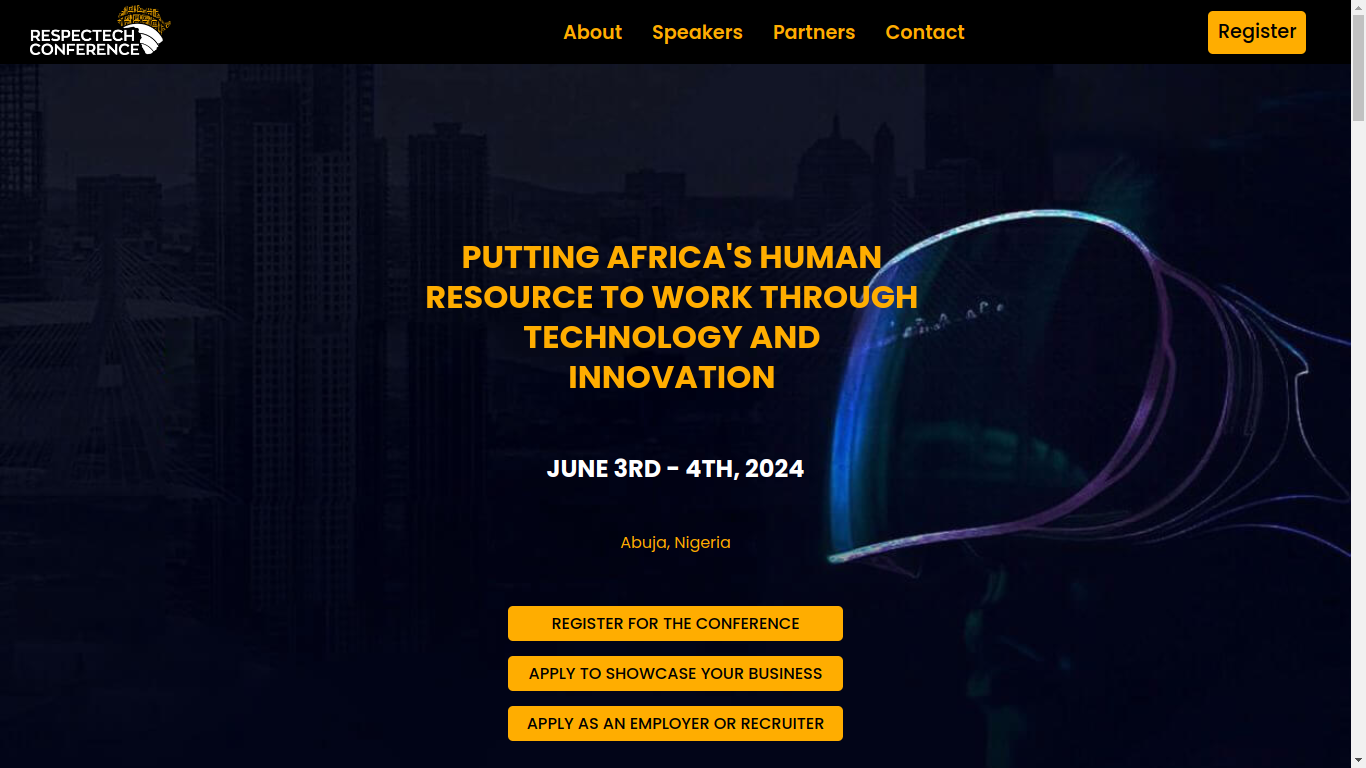 RESPECTECH
CONFERENCE
About
Speakers
Partners
Contact
Register
PUTTING AFRICA'S HUMAN
RESOURCE TO WORK THROUGH
TECHNOLOGY AND
INNOVATION
JUNE 3RD - 4TH, 2024
Abuja, Nigeria
REGISTER FOR THE CONFERENCE
APPLY TO SHOWCASE YOUR BUSINESS
APPLY AS AN EMPLOYER OR RECRUITER